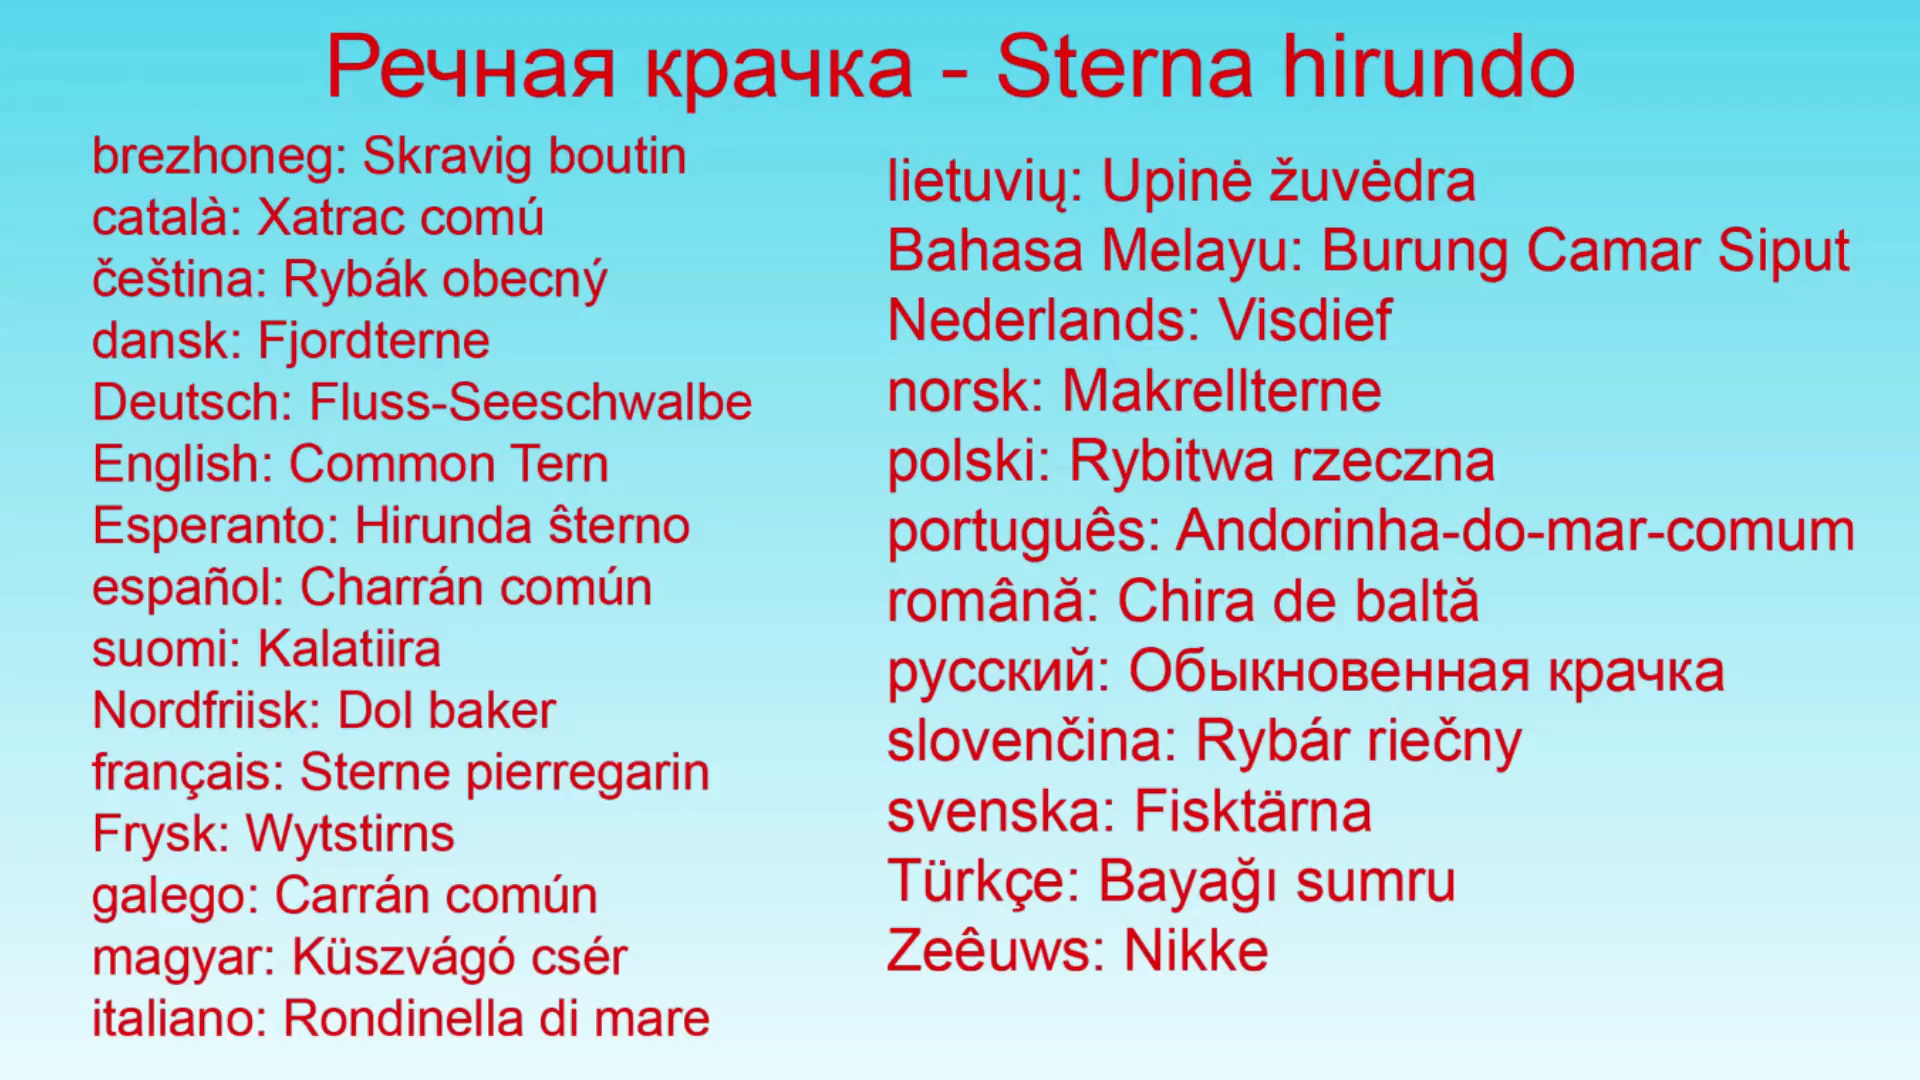 Речная крачка - Sterna hirundo
brezhoneg: Skravig boutin
català: Xatrac comú
čeština: Rybák obecný
dansk: Fjordterne
Deutsch: Fluss-Seeschwalbe
English: Common Tern
Esperanto: Hirunda ŝterno
español: Charrán común
suomi: Kalatiira
Nordfriisk: Dol baker
français: Sterne pierregarin
Frysk: Wytstirns
galego: Carrán común
magyar: Küszvágó csér
italiano: Rondinella di mare
lietuvių: Upinė žuvėdra
Bahasa Melayu: Burung Camar Siput
Nederlands: Visdief
norsk: Makrellterne
polski: Rybitwa rzeczna
português: Andorinha-do-mar-comum
română: Chira de baltă
русский: Обыкновенная крачка
slovenčina: Rybár riečny
svenska: Fisktärna
Türkçe: Bayağı sumru
Zeêuws: Nikke